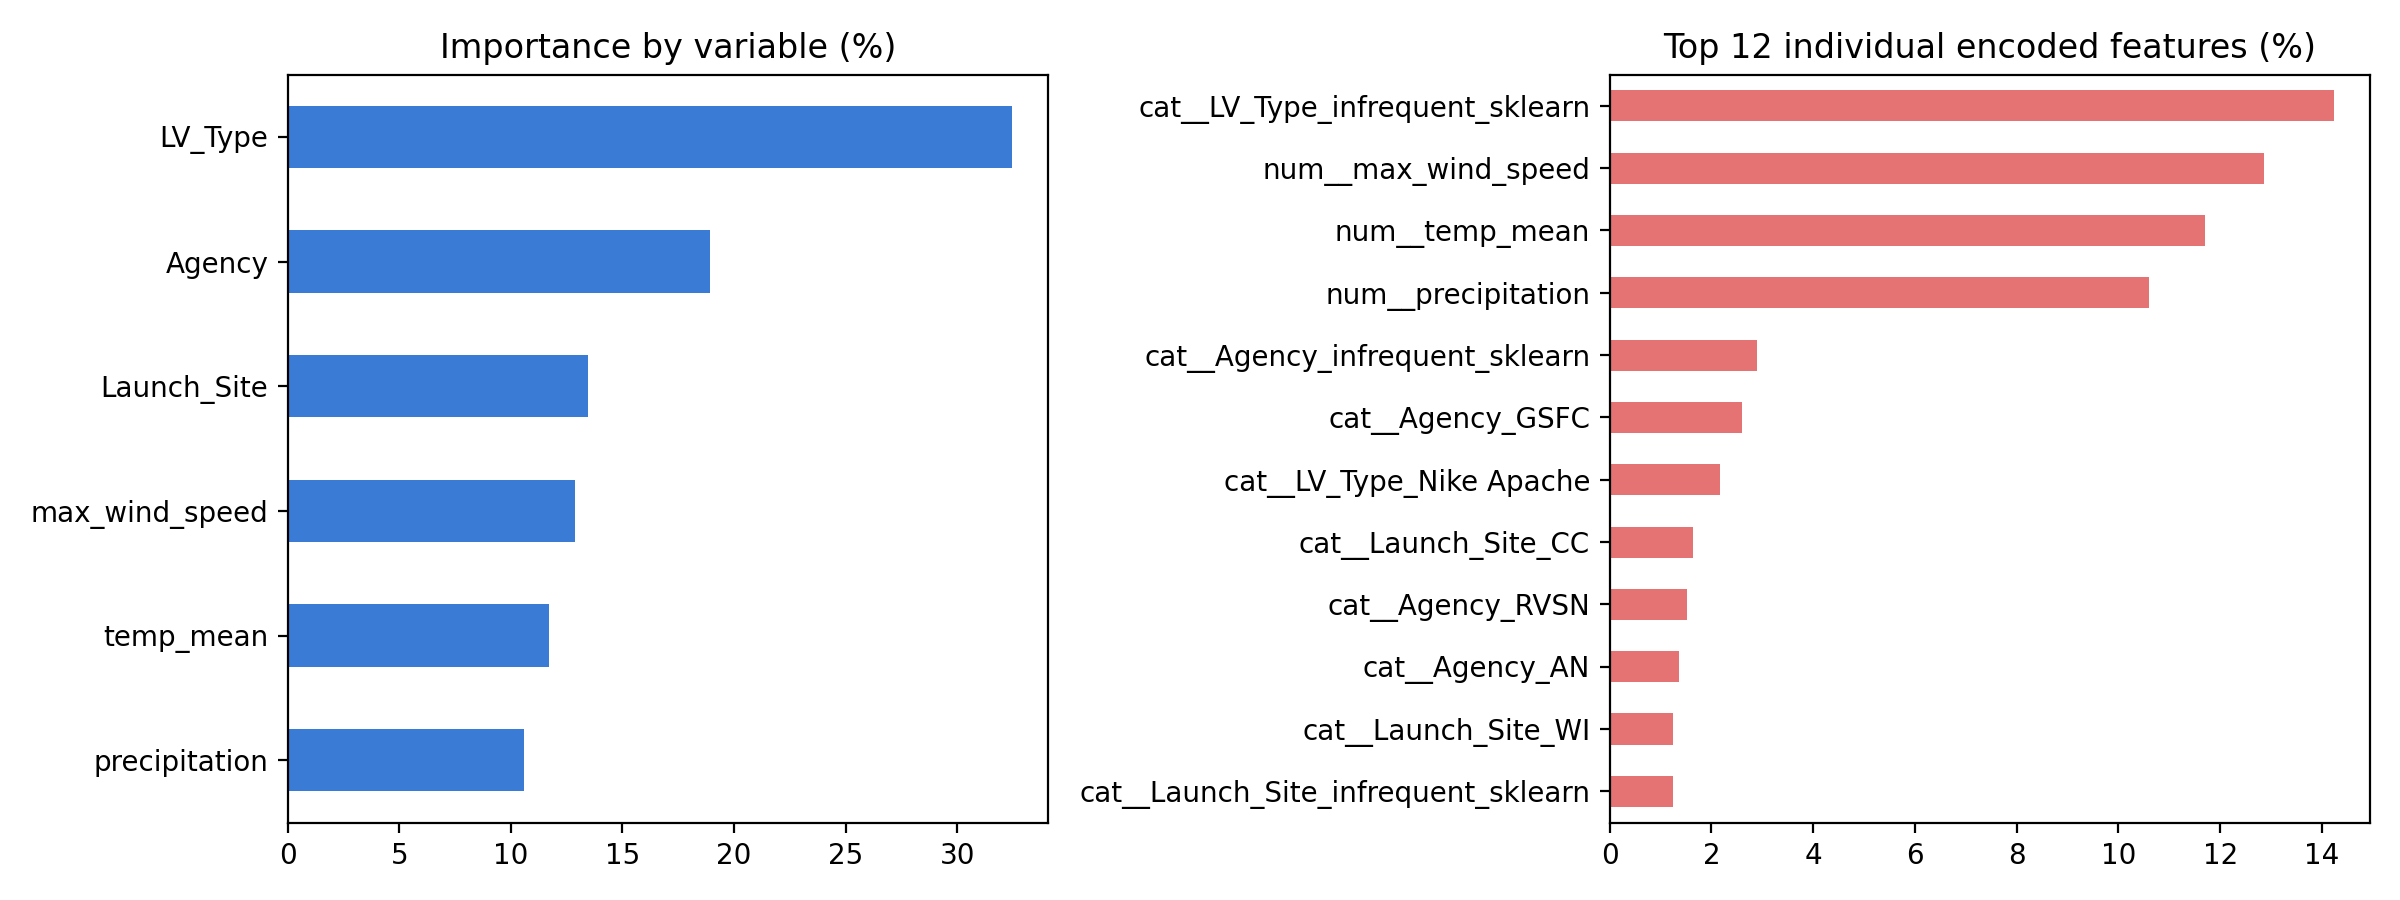 Importance by variable (%)
LV_Type
Agency
Launch_Site
max_wind_speed
temp_mean
precipitation
0 5 10 15 20 25 30
Top 12 individual encoded features (%)
cat__LV_Type_infrequent_sklearn
num__max_wind_speed
num__temp_mean
num__precipitation
cat__Agency_infrequent_sklearn
cat__Agency_GSFC
cat__LV_Type_Nike Apache
cat__Launch_Site_CC
cat__Agency_RVSN
cat__Agency_AN
cat__Launch_Site_WI
cat__Launch_Site_infrequent_sklearn
0 2 4 6 8 10 12 14